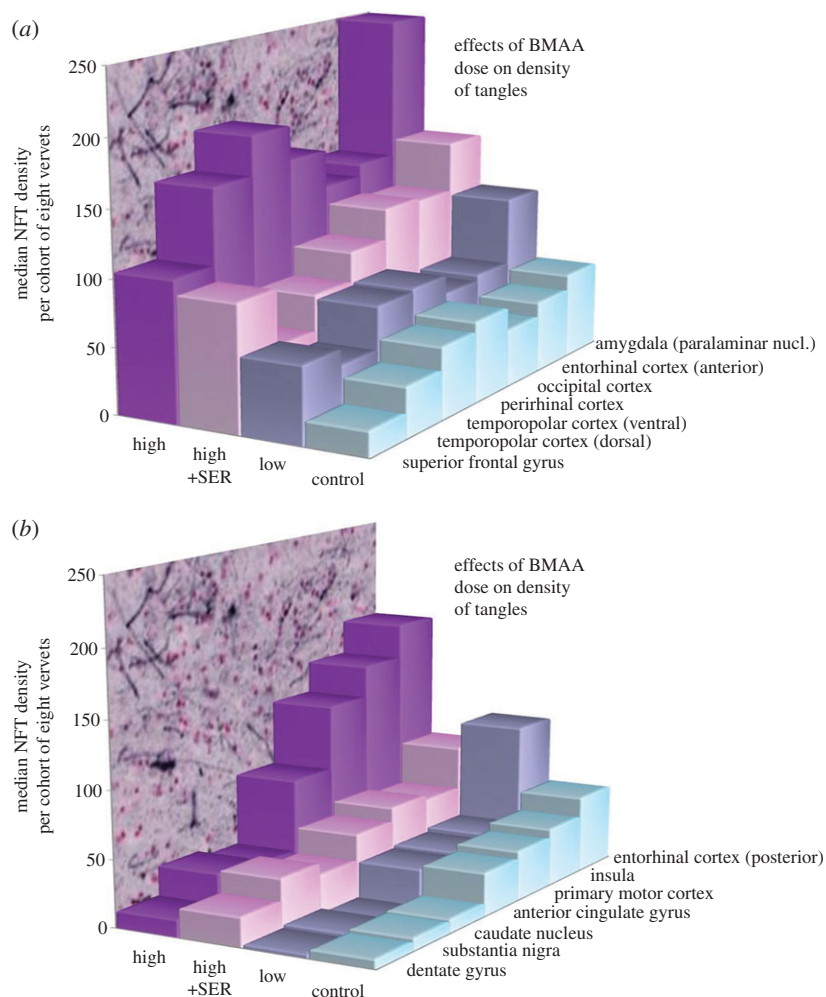 (a)
effects of BMAA
dose on density
of tangles
median NFT density
per cohort of eight vervets
250
200
150
100
50
0
high
high
+SER
low
control
amygdala (paralaminar nucl.)
entorhinal cortex (anterior)
occipital cortex
perirhinal cortex
temporopolar cortex (ventral)
temporopolar cortex (dorsal)
superior frontal gyrus
(b)
effects of BMAA
dose on density
of tangles
median NFT density
per cohort of eight vervets
250
200
150
100
50
0
high
high
+SER
low
control
entorhinal cortex (posterior)
insula
primary motor cortex
anterior cingulate gyrus
caudate nucleus
substantia nigra
dentate gyrus